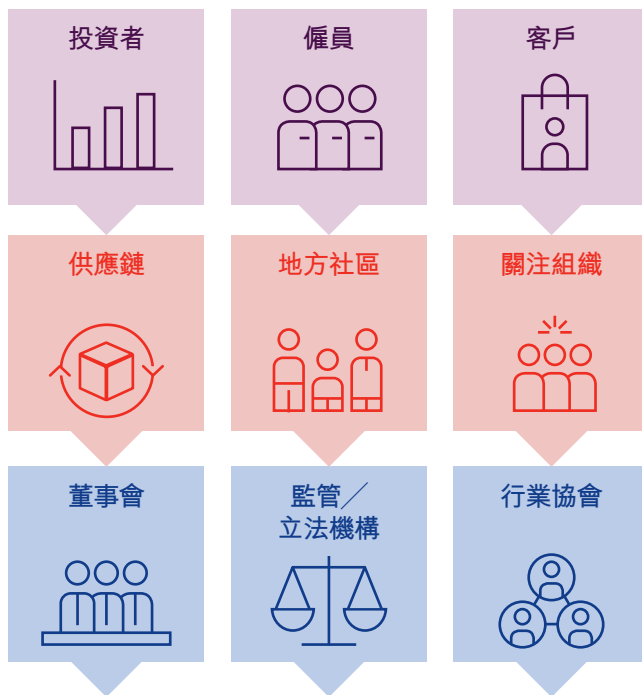 投資者
僱員
客戶
供應鏈
地方社區
關注組織
董事會
監管／
立法機構
行業協會